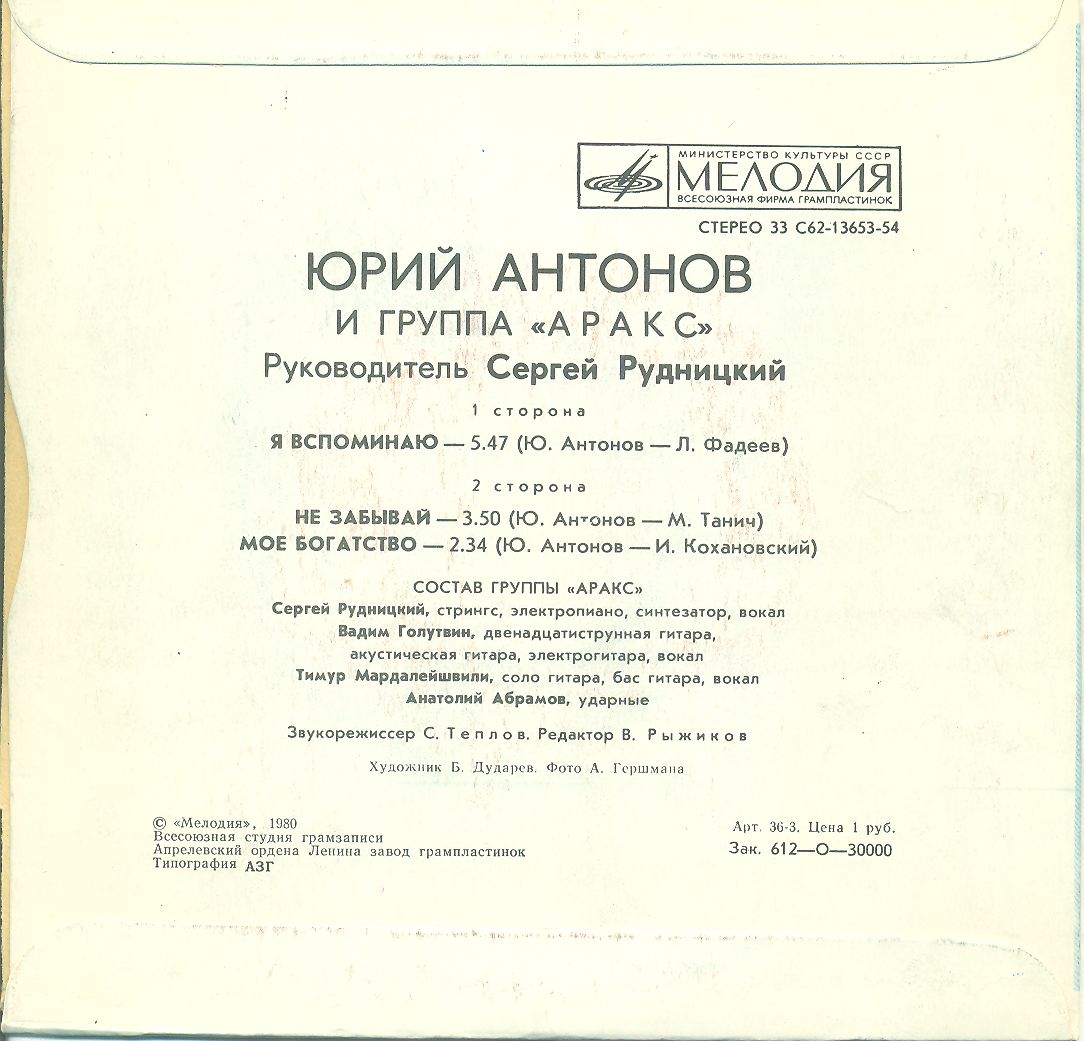 МИНИСТЕРСТВО КУЛЬТУРЫ СССР
МЕЛОДИЯ
ВСЕСОЮЗНАЯ ФИРМА ГРАМПЛАСТИНОК
СТЕРЕО 33 С62-13653-54
ЮРИЙ АНТОНОВ
И ГРУППА «АРАКС»
Руководитель Сергей Рудницкий
1 сторона
Я ВСПОМИНАЮ — 5.47 (Ю. Антонов — Л. Фадеев)
2 сторона
НЕ ЗАБЫВАЙ — 3.50 (Ю. Антонов — М. Танич)
МОЕ БОГАТСТВО — 2.34 (Ю. Антонов — И. Кохановский)
СОСТАВ ГРУППЫ «АРАКС»
Сергей Рудницкий, стрингс, электропиано, синтезатор, вокал
Вадим Голутвин, двенадцатиструнная гитара,
акустическая гитара, электрогитара, вокал
Тимур Мардалейшвили, соло гитара, бас гитара, вокал
Анатолий Абрамов, ударные
Звукорежиссер С. Теплов. Редактор В. Рыжиков
Художник Б. Дударев. Фото А. Гершмана
© «Мелодия», 1980
Всесоюзная студия грамзаписи
Апрелевский ордена Ленина завод грампластинок
Типография АЗГ
Арт. 36-3. Цена 1 руб.
Зак. 612—О—30000